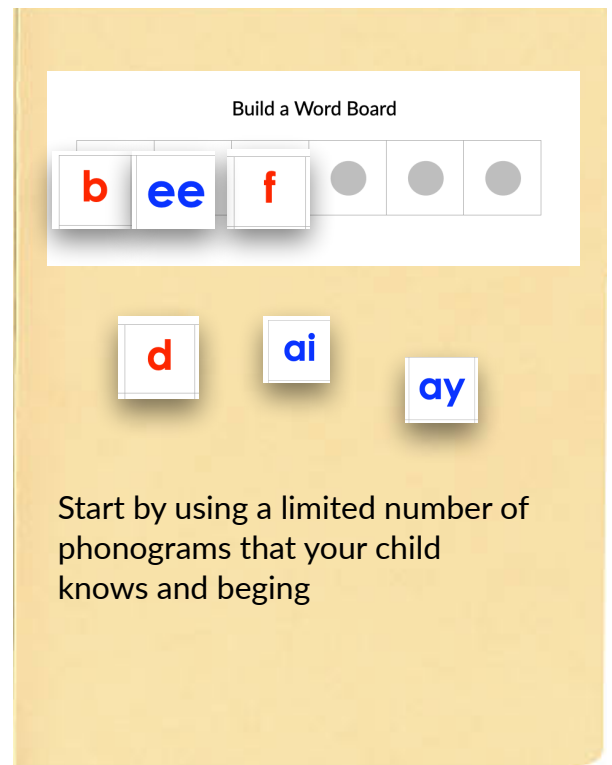 Build a Word Board
b ee f
d ai ay
Start by using a limited number of
phonograms that your child
knows and beging